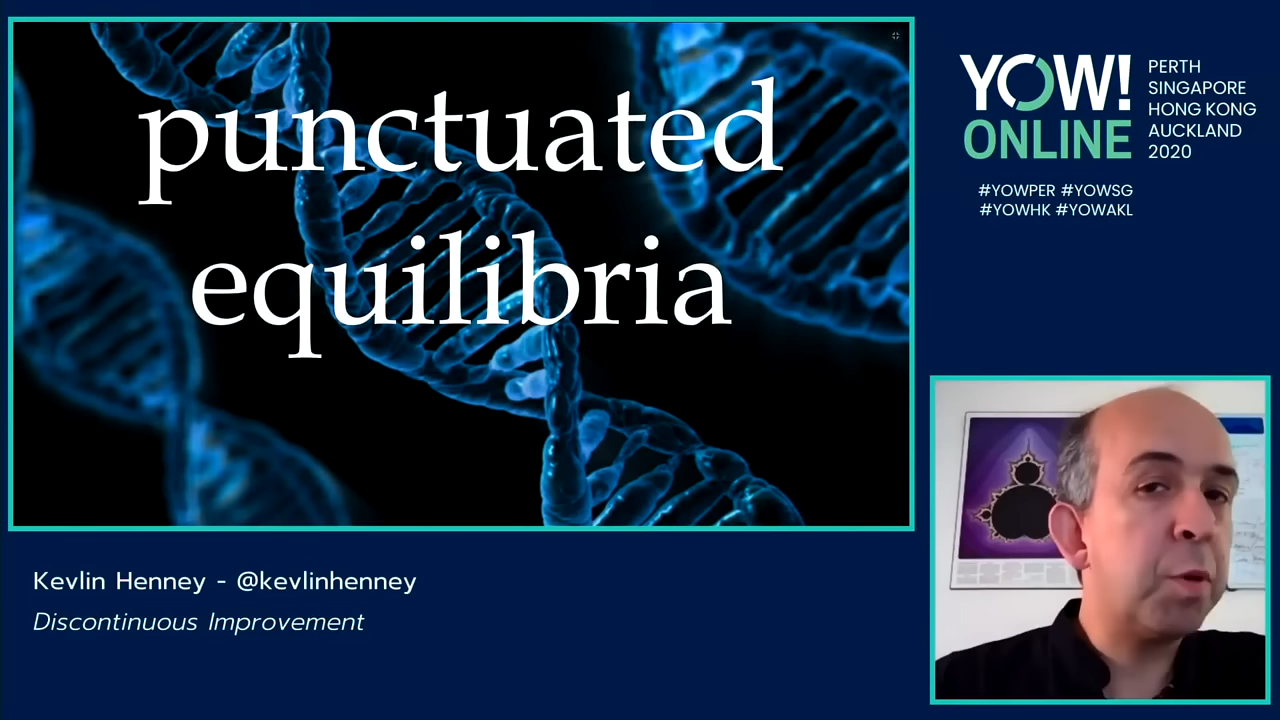 punctuated
equilibria
YOW!
ONLINE
PERTH
SINGAPORE
HONG KONG
AUCKLAND
2020
#YOWPER #YOWSG
#YOWHK #YOWAKL
Kevlin Henney - @kevlinhenney
Discontinuous Improvement